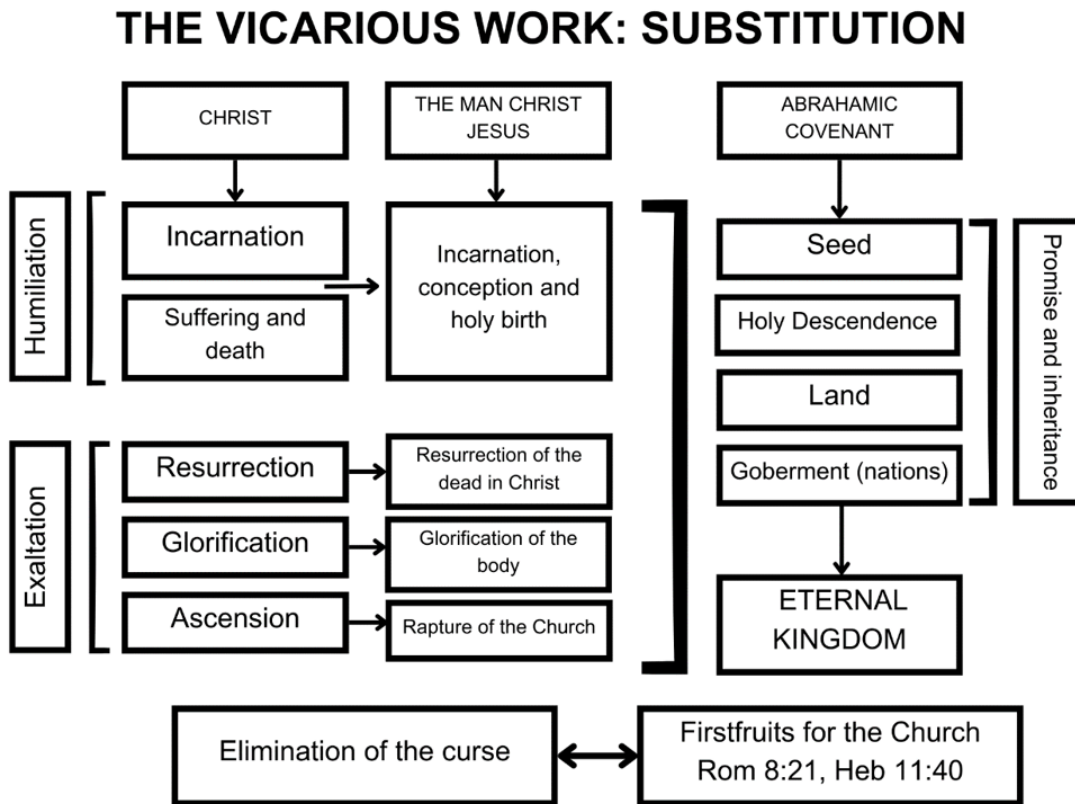 THE VICARIOUS WORK: SUBSTITUTION
CHRIST
THE MAN CHRIST
JESUS
ABRAHAMIC
COVENANT
Humiliation
Incarnation
Suffering and
death
Incarnation,
conception and
holy birth
Seed
Holy Descendence
Land
Goberment (nations)
Promise and inheritance
Exaltation
Resurrection
Resurrection of the
dead in Christ
Glorification
Glorification of the
body
Ascension
Rapture of the Church
ETERNAL
KINGDOM
Elimination of the curse
Firstfruits for the Church
Rom 8:21, Heb 11:40